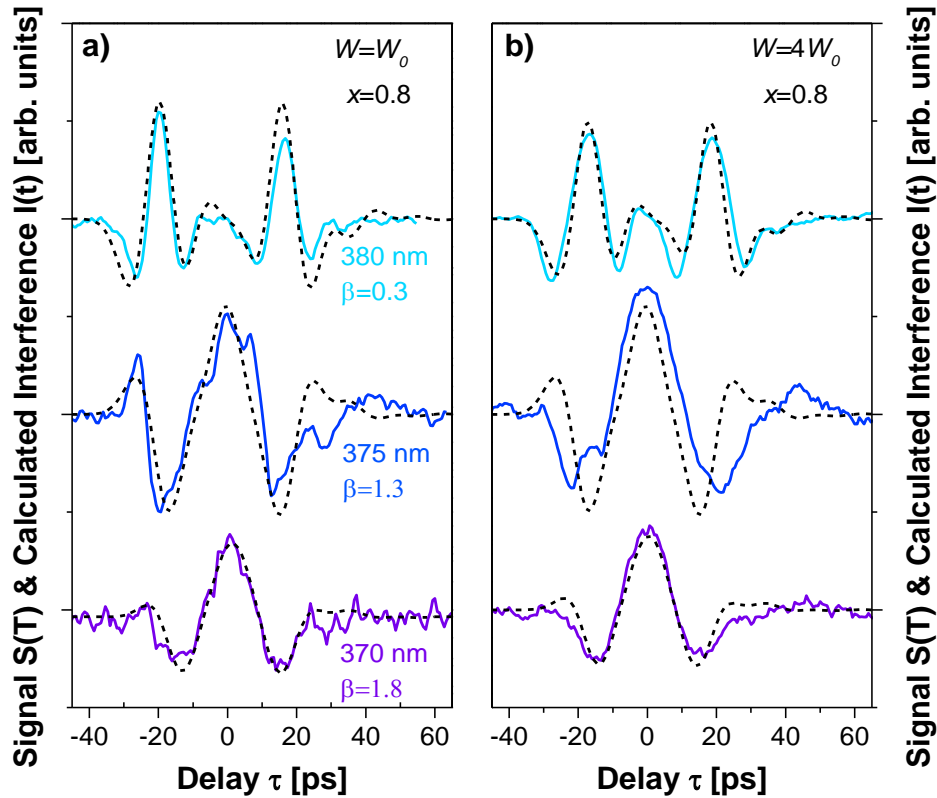 Signal S(T) & Calculated Interference I(t) [arb. units]
a)
W=W0
x=0.8
380 nm
β=0.3
375 nm
β=1.3
370 nm
β=1.8
-40 -20 0 20 40 60
Delay τ [ps]
b)
W=4W0
x=0.8
-40 -20 0 20 40 60
Delay τ [ps]
Signal S(T) & Calculated Interference I(t) [arb. units]